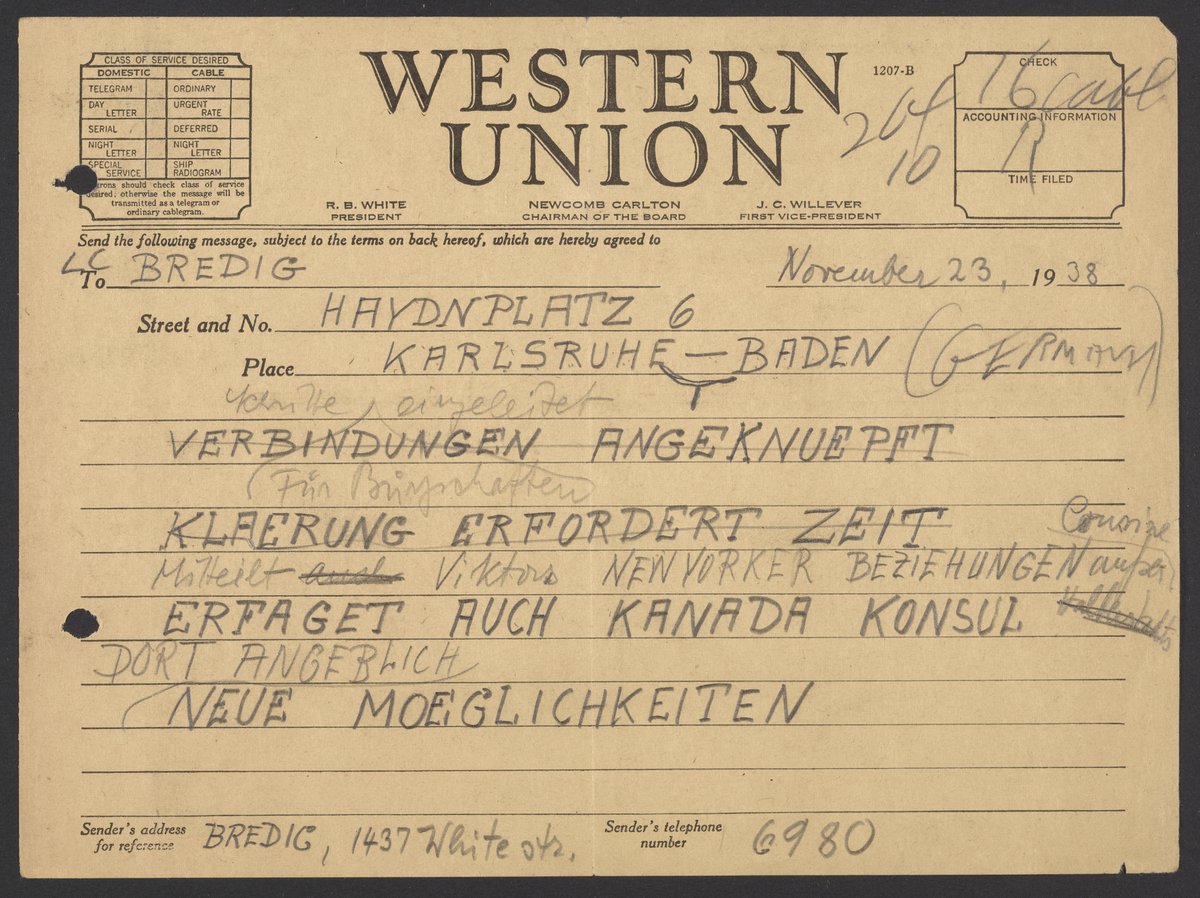 CLASS OF SERVICE DESIRED
DOMESTIC CABLE
TELEGRAM ORDINARY
DAY LETTER URGENT RATE
SERIAL DEFERRED
NIGHT LETTER NIGHT LETTER
SPECIAL SERVICE SHIP RADIOGRAM
Patrons should check class of service
desired; otherwise the message will be
transmitted as a telegram or
ordinary cablegram.
WESTERN
UNION
1207-B
204
10
CHECK
16 cabl
ACCOUNTING INFORMATION
R
TIME FILED
R. B. WHITE
PRESIDENT
NEWCOMB CARLTON
CHAIRMAN OF THE BOARD
J. C. WILLEVER
FIRST VICE-PRESIDENT
Send the following message, subject to the terms on back hereof, which are hereby agreed to
LC
To BREDIG November 23, 1938
Street and No. HAYDNPLATZ 6
Place KARLSRUHE — BADEN (GERMANY)
Schritte eingeleitet
VERBINDUNGEN ANGEKNUEPFT
(Für Bürgschaften)
KLAERUNG ERFORDERT ZEIT
Cousine
Mitteilt auch Viktors NEWYORKER BEZIEHUNGEN außer
ERFAGET AUCH KANADA KONSUL
DORT ANGEBLICH
NEUE MOEGLICHKEITEN
Sender's address for reference BREDIG, 1437 White str.
Sender's telephone number 6980